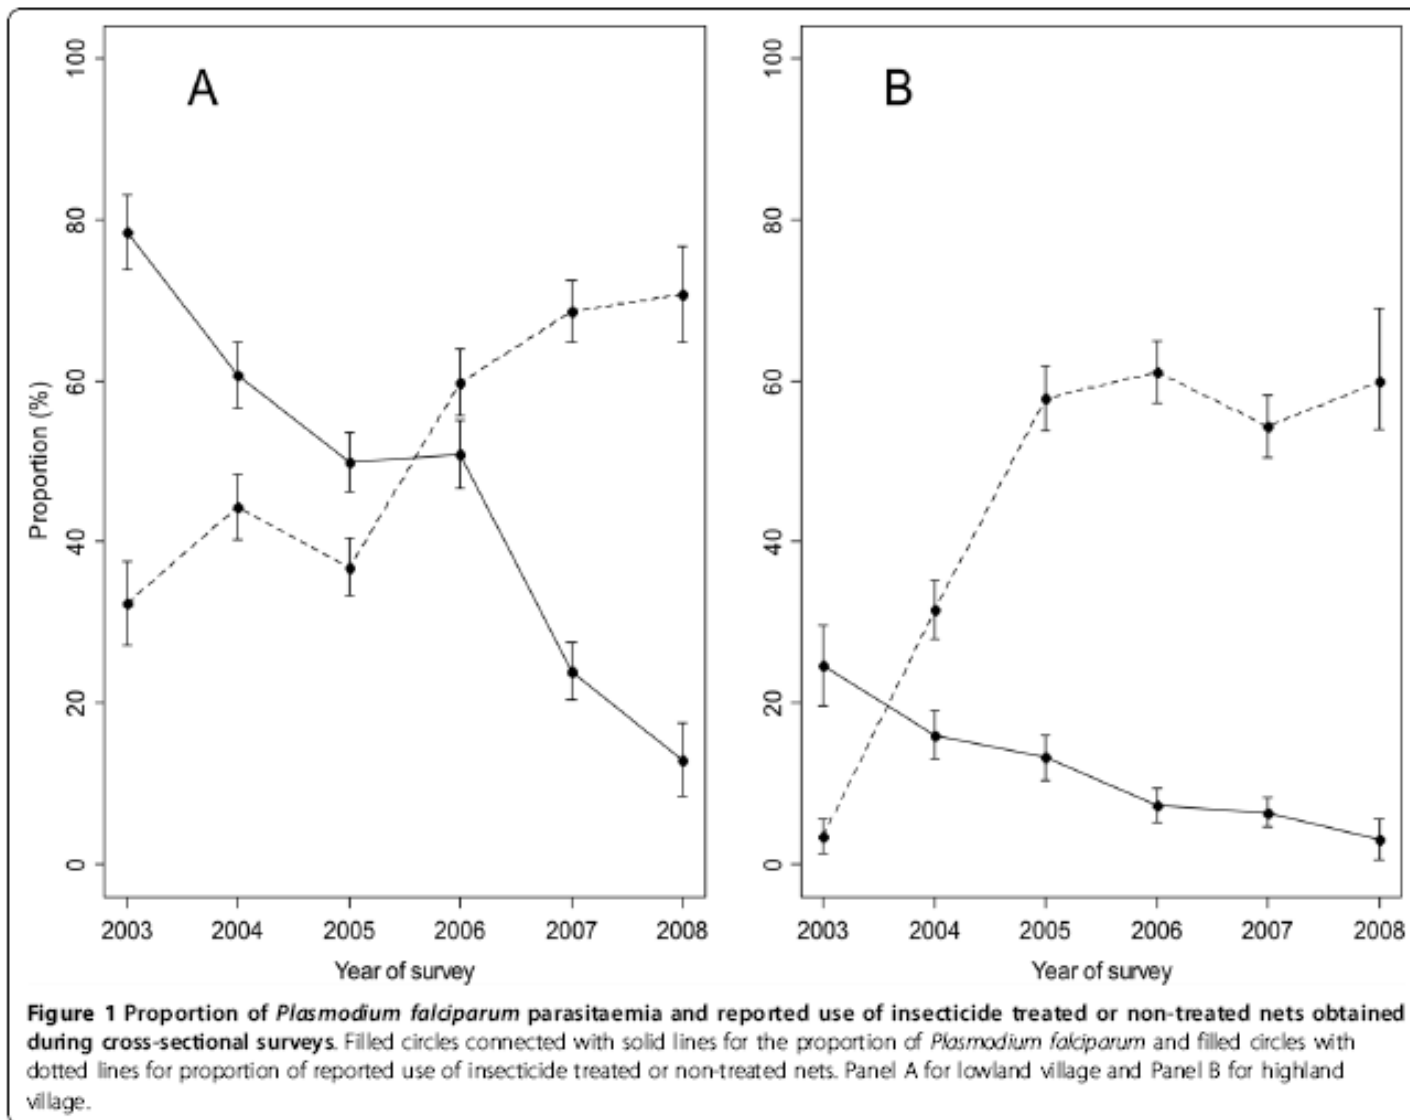 A
B
100
80
60
40
20
0
Proportion (%)
2003 2004 2005 2006 2007 2008
Year of survey
100
80
60
40
20
0
2003 2004 2005 2006 2007 2008
Year of survey
Figure 1 Proportion of Plasmodium falciparum parasitaemia and reported use of insecticide treated or non-treated nets obtained
during cross-sectional surveys. Filled circles connected with solid lines for the proportion of Plasmodium falciparum and filled circles with
dotted lines for proportion of reported use of insecticide treated or non-treated nets. Panel A for lowland village and Panel B for highland
village.